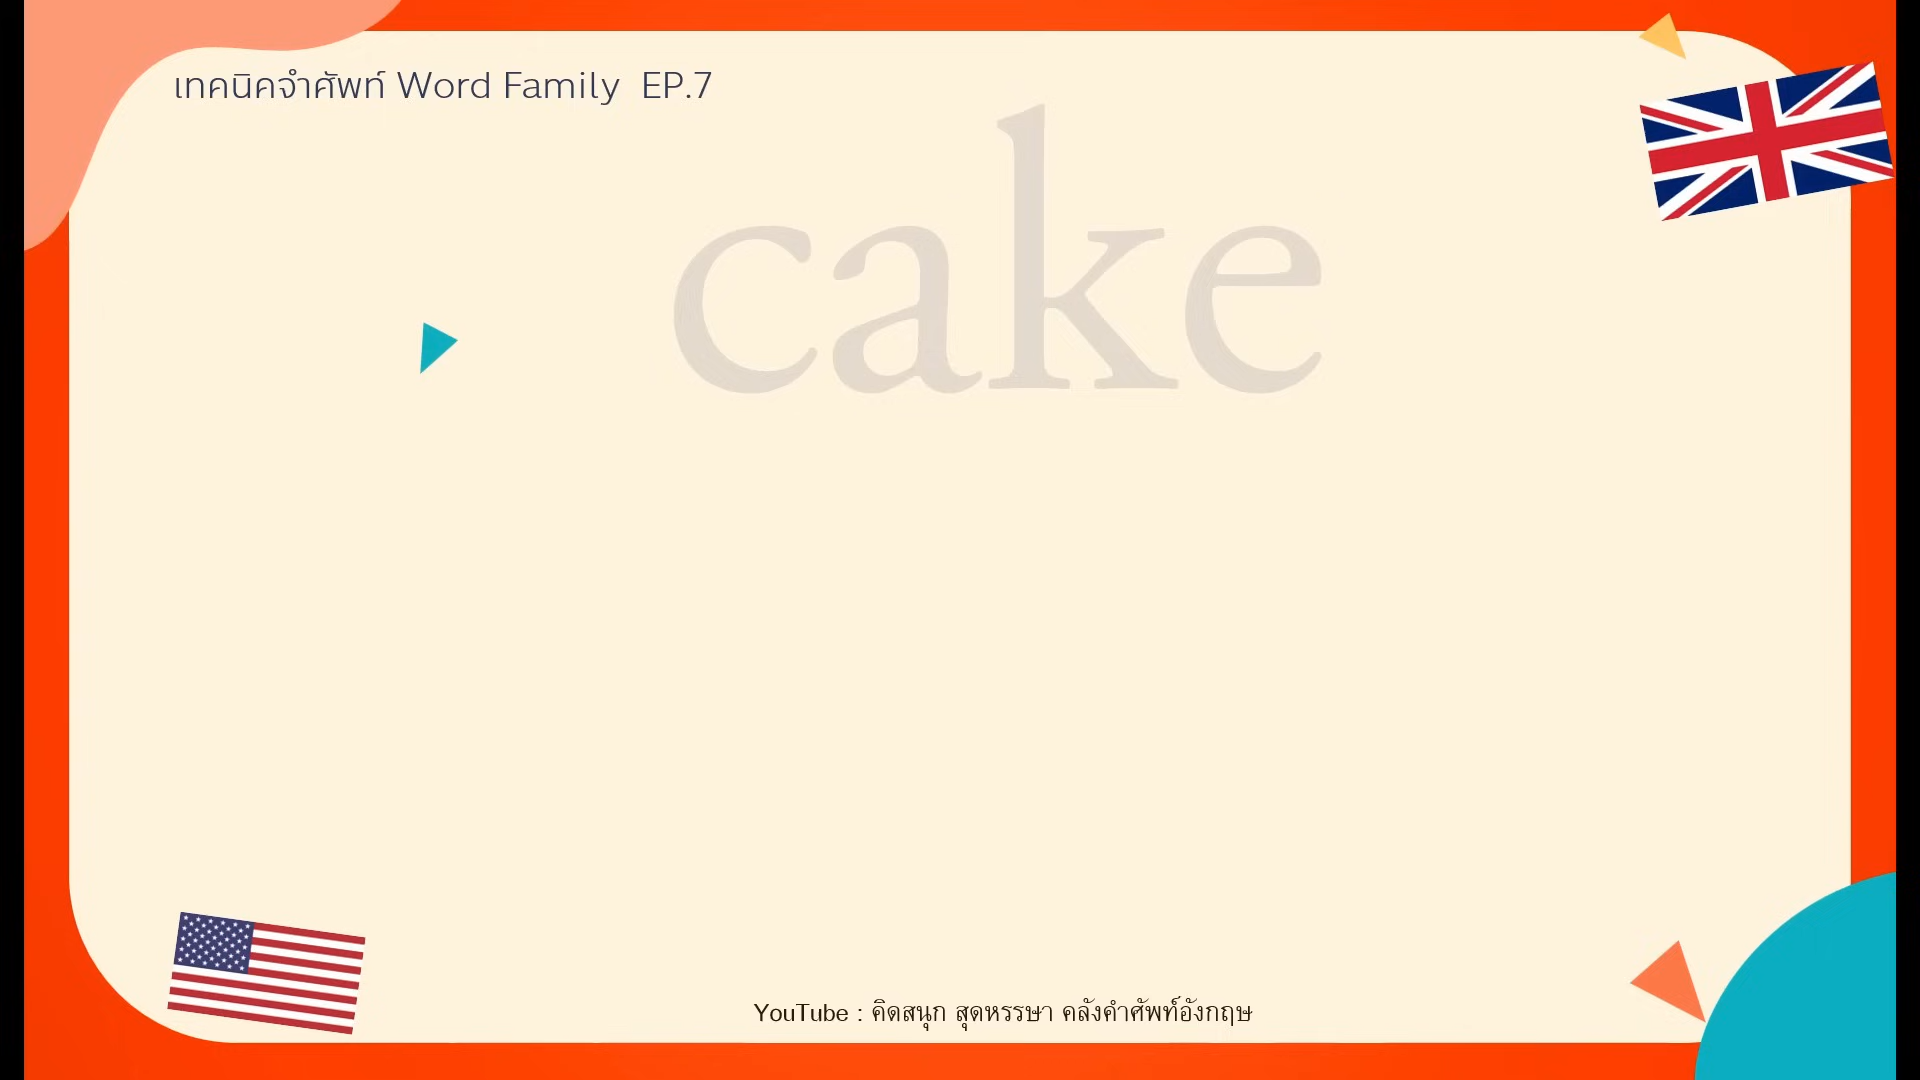 เทคนิคจำศัพท์ Word Family EP.7
cake
YouTube : คิดสนุก สุดหรรษา คลังคำศัพท์อังกฤษ